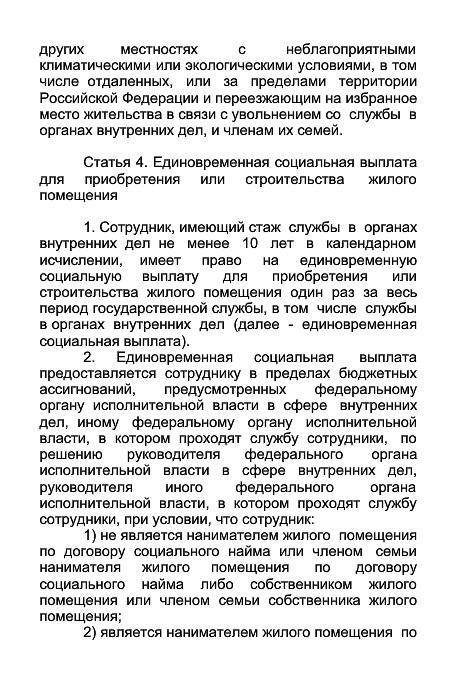 других местностях с неблагоприятными
климатическими или экологическими условиями, в том
числе отдаленных, или за пределами территории
Российской Федерации и переезжающим на избранное
место жительства в связи с увольнением со службы в
органах внутренних дел, и членам их семей.
Статья 4. Единовременная социальная выплата
для приобретения или строительства жилого
помещения
1. Сотрудник, имеющий стаж службы в органах
внутренних дел не менее 10 лет в календарном
исчислении, имеет право на единовременную
социальную выплату для приобретения или
строительства жилого помещения один раз за весь
период государственной службы, в том числе службы
в органах внутренних дел (далее - единовременная
социальная выплата).
2. Единовременная социальная выплата
предоставляется сотруднику в пределах бюджетных
ассигнований, предусмотренных федеральному
органу исполнительной власти в сфере внутренних
дел, иному федеральному органу исполнительной
власти, в котором проходят службу сотрудники, по
решению руководителя федерального органа
исполнительной власти в сфере внутренних дел,
руководителя иного федерального органа
исполнительной власти, в котором проходят службу
сотрудники, при условии, что сотрудник:
1) не является нанимателем жилого помещения
по договору социального найма или членом семьи
нанимателя жилого помещения по договору
социального найма либо собственником жилого
помещения или членом семьи собственника жилого
помещения;
2) является нанимателем жилого помещения по